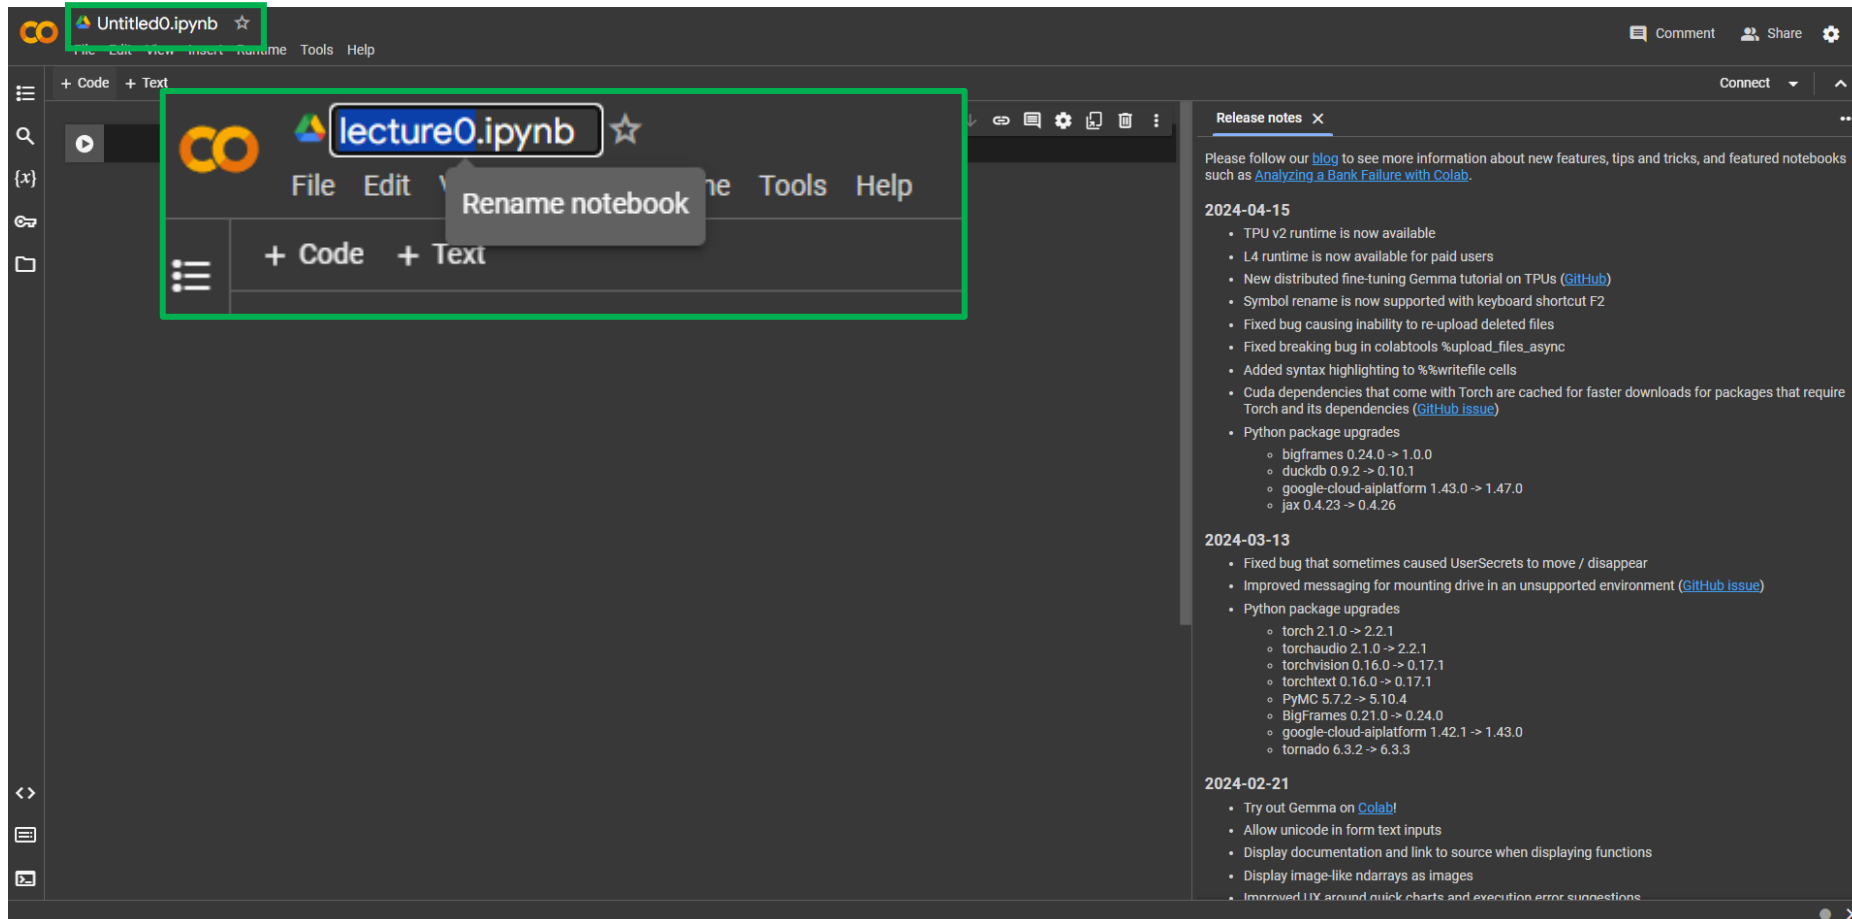 Untitled0.ipynb
File Edit View Insert Runtime Tools Help
Comment
Share
+ Code + Text
Connect
lecture0.ipynb
File Edit
Tools Help
Rename notebook
+ Code + Text
{x}
Release notes
Please follow our blog to see more information about new features, tips and tricks, and featured notebooks
such as Analyzing a Bank Failure with Colab.
2024-04-15
• TPU v2 runtime is now available
• L4 runtime is now available for paid users
• New distributed fine-tuning Gemma tutorial on TPUs (GitHub)
• Symbol rename is now supported with keyboard shortcut F2
• Fixed bug causing inability to re-upload deleted files
• Fixed breaking bug in colabtools %upload_files_async
• Added syntax highlighting to %%writefile cells
• Cuda dependencies that come with Torch are cached for faster downloads for packages that require
Torch and its dependencies (GitHub issue)
• Python package upgrades
◦ bigframes 0.24.0 -> 1.0.0
◦ duckdb 0.9.2 -> 0.10.1
◦ google-cloud-aiplatform 1.43.0 -> 1.47.0
◦ jax 0.4.23 -> 0.4.26
2024-03-13
• Fixed bug that sometimes caused UserSecrets to move / disappear
• Improved messaging for mounting drive in an unsupported environment (GitHub issue)
• Python package upgrades
◦ torch 2.1.0 -> 2.2.1
◦ torchaudio 2.1.0 -> 2.2.1
◦ torchvision 0.16.0 -> 0.17.1
◦ torchtext 0.16.0 -> 0.17.1
◦ PyMC 5.7.2 -> 5.10.4
◦ BigFrames 0.21.0 -> 0.24.0
◦ google-cloud-aiplatform 1.42.1 -> 1.43.0
◦ tornado 6.3.2 -> 6.3.3
2024-02-21
• Try out Gemma on Colab!
• Allow unicode in form text inputs
• Display documentation and link to source when displaying functions
• Display image-like ndarrays as images
• Improved UX around quick charts and execution error suggestions